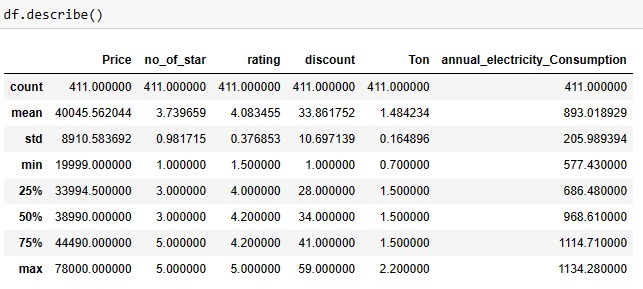 df.describe()
Price no_of_star rating discount Ton annual_electricity_Consumption
count 411.000000 411.000000 411.000000 411.000000 411.000000 411.000000
mean 40045.562044 3.739659 4.083455 33.861752 1.484234 893.018929
std 8910.583692 0.981715 0.376853 10.697139 0.164896 205.989394
min 19999.000000 1.000000 1.500000 1.000000 0.700000 577.430000
25% 33994.500000 3.000000 4.000000 28.000000 1.500000 686.480000
50% 38990.000000 3.000000 4.200000 34.000000 1.500000 968.610000
75% 44490.000000 5.000000 4.200000 41.000000 1.500000 1114.710000
max 78000.000000 5.000000 5.000000 59.000000 2.200000 1134.280000